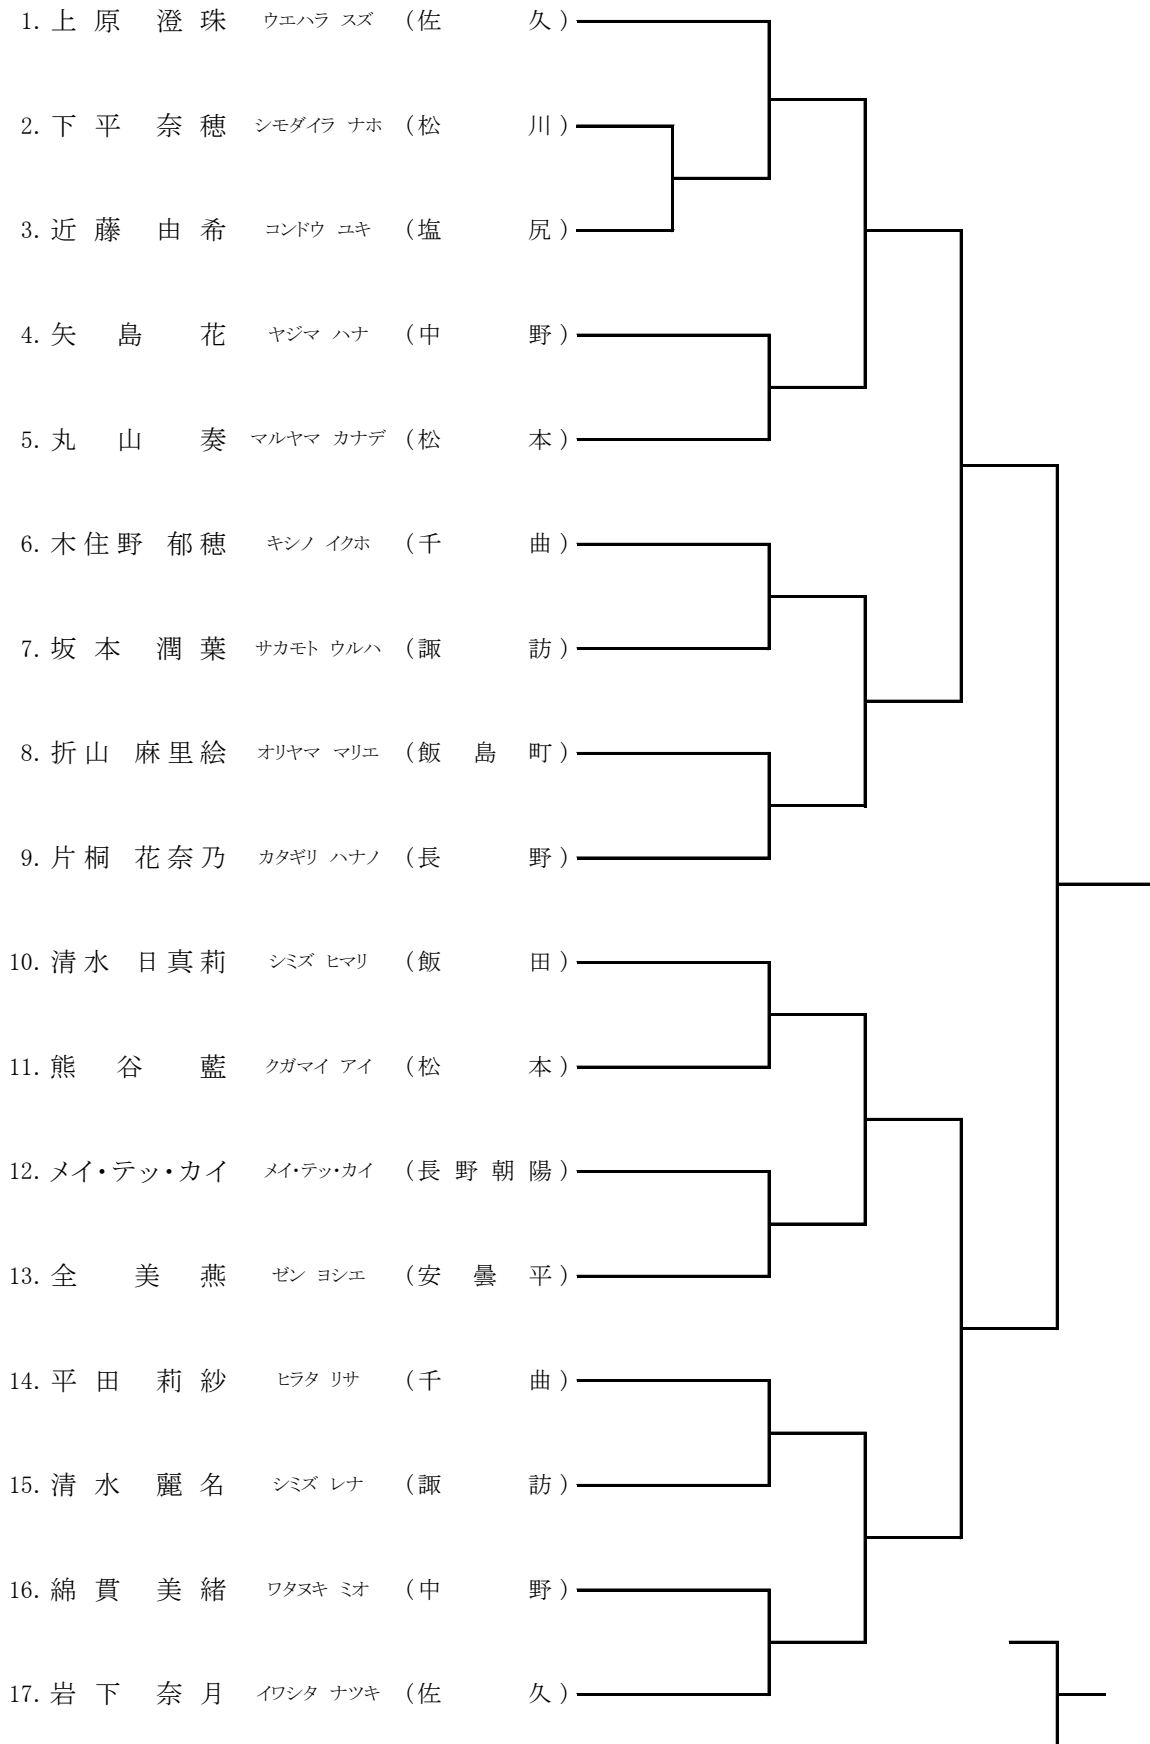 1. 上原 澄珠 ウエハラ スズ (佐久)
2. 下平 奈穂 シモダイラ ナホ (松川)
3. 近藤 由希 コンドウ ユキ (塩尻)
4. 矢島 花 ヤジマ ハナ (中野)
5. 丸山 奏 マルヤマ カナデ (松本)
6. 木住野 郁穂 キシノ イクホ (千曲)
7. 坂本 潤葉 サカモト ウルハ (諏訪)
8. 折山 麻里絵 オリヤマ マリエ (飯島町)
9. 片桐 花奈乃 カタギリ ハナノ (長野)
10. 清水 日真莉 シミズ ヒマリ (飯田)
11. 熊谷 藍 クガマイ アイ (松本)
12. メイ・テッ・カイ メイ・テッ・カイ (長野朝陽)
13. 全 美燕 ゼン ヨシエ (安曇平)
14. 平田 莉紗 ヒラタ リサ (千曲)
15. 清水 麗名 シミズ レナ (諏訪)
16. 綿貫 美緒 ワタヌキ ミオ (中野)
17. 岩下 奈月 イワシタ ナツキ (佐久)